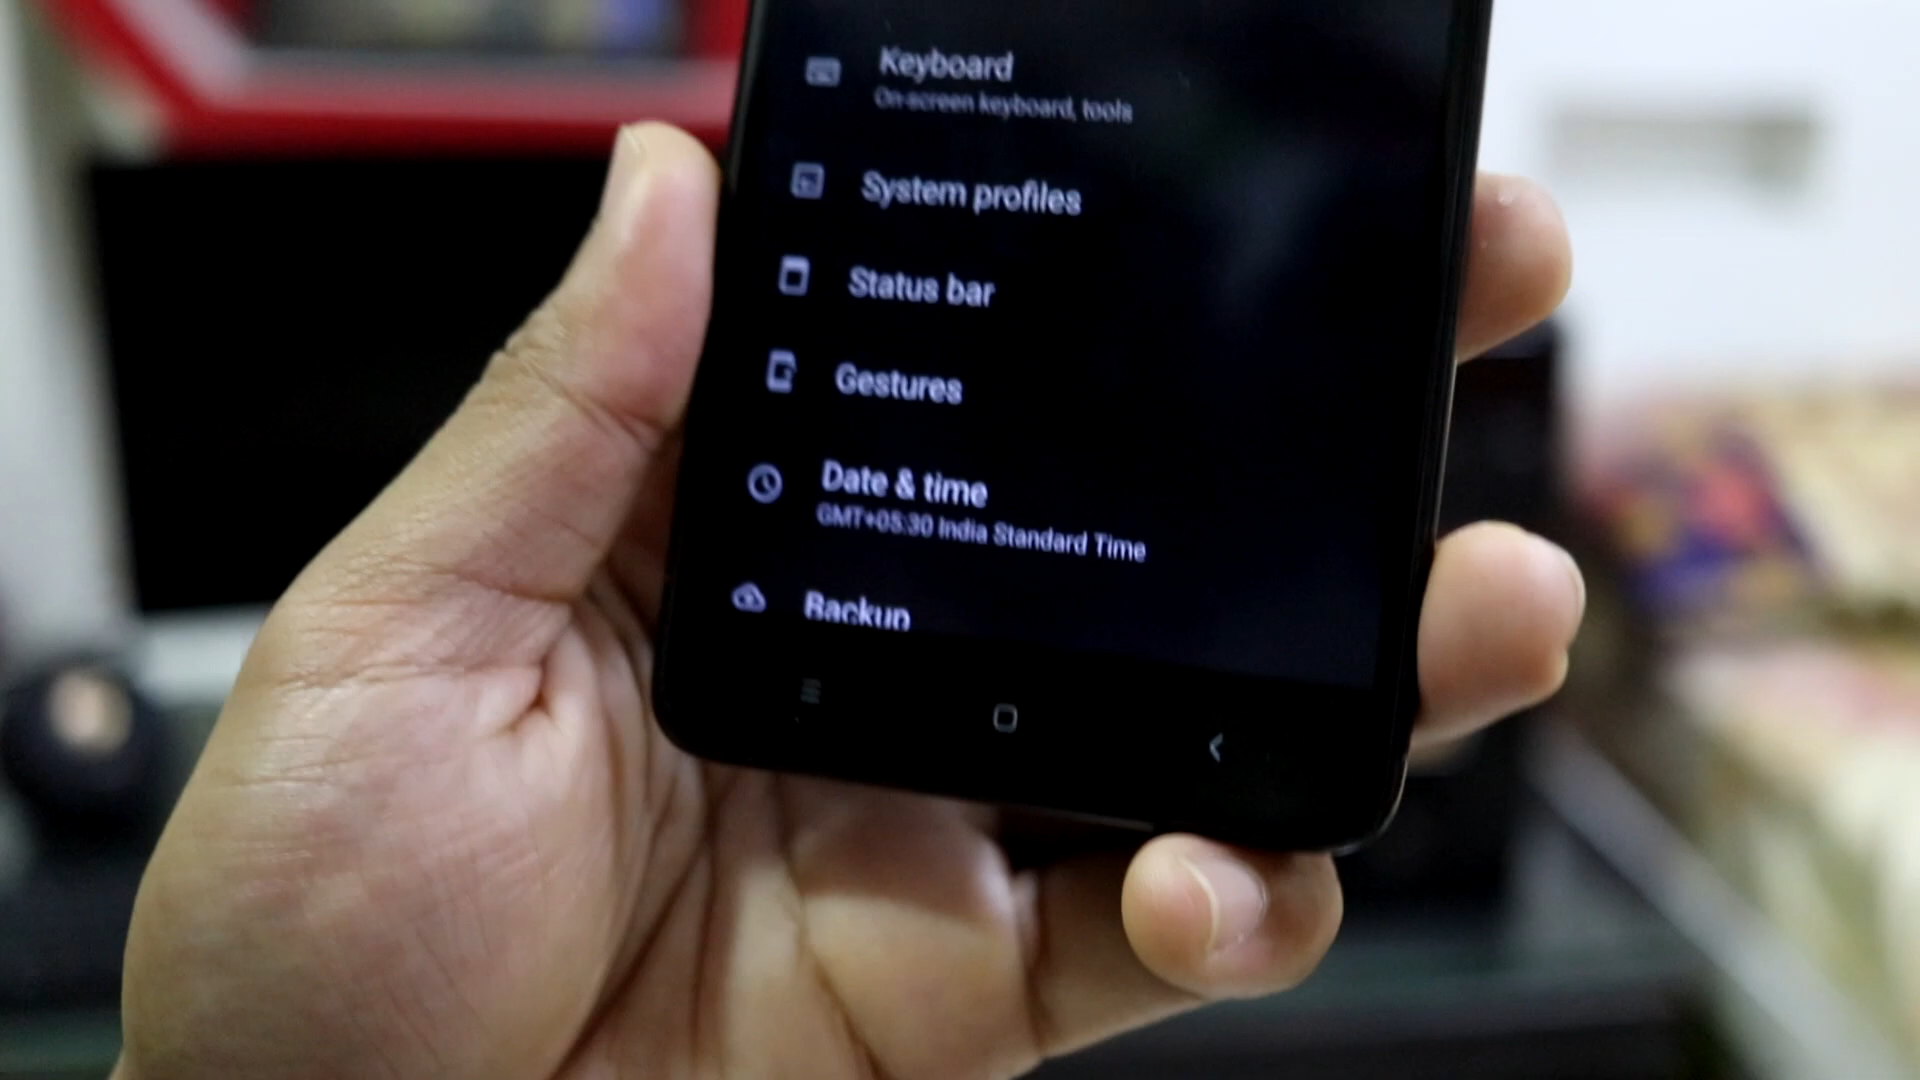 Keyboard
On-screen keyboard, tools
System profiles
Status bar
Gestures
Date & time
GMT+05:30 India Standard Time
Backup